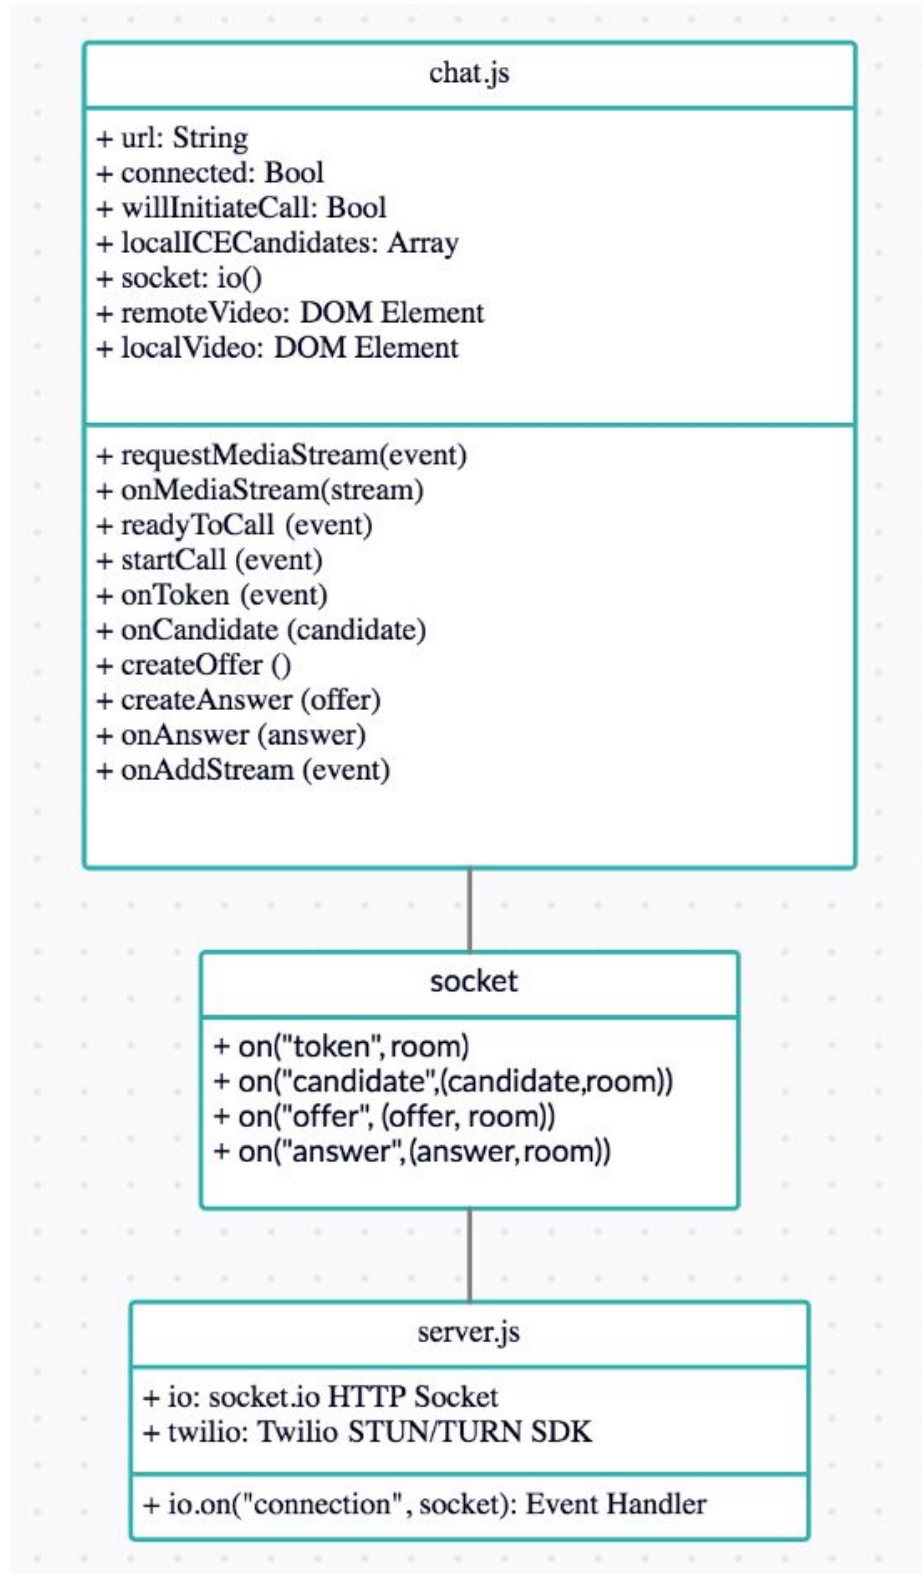 chat.js
+ url: String
+ connected: Bool
+ willInitiateCall: Bool
+ localICECandidates: Array
+ socket: io()
+ remoteVideo: DOM Element
+ localVideo: DOM Element
+ requestMediaStream(event)
+ onMediaStream(stream)
+ readyToCall (event)
+ startCall (event)
+ onToken (event)
+ onCandidate (candidate)
+ createOffer ()
+ createAnswer (offer)
+ onAnswer (answer)
+ onAddStream (event)
socket
+ on("token", room)
+ on("candidate",(candidate,room))
+ on("offer", (offer, room))
+ on("answer",(answer, room))
server.js
+ io: socket.io HTTP Socket
+ twilio: Twilio STUN/TURN SDK
+ io.on("connection", socket): Event Handler